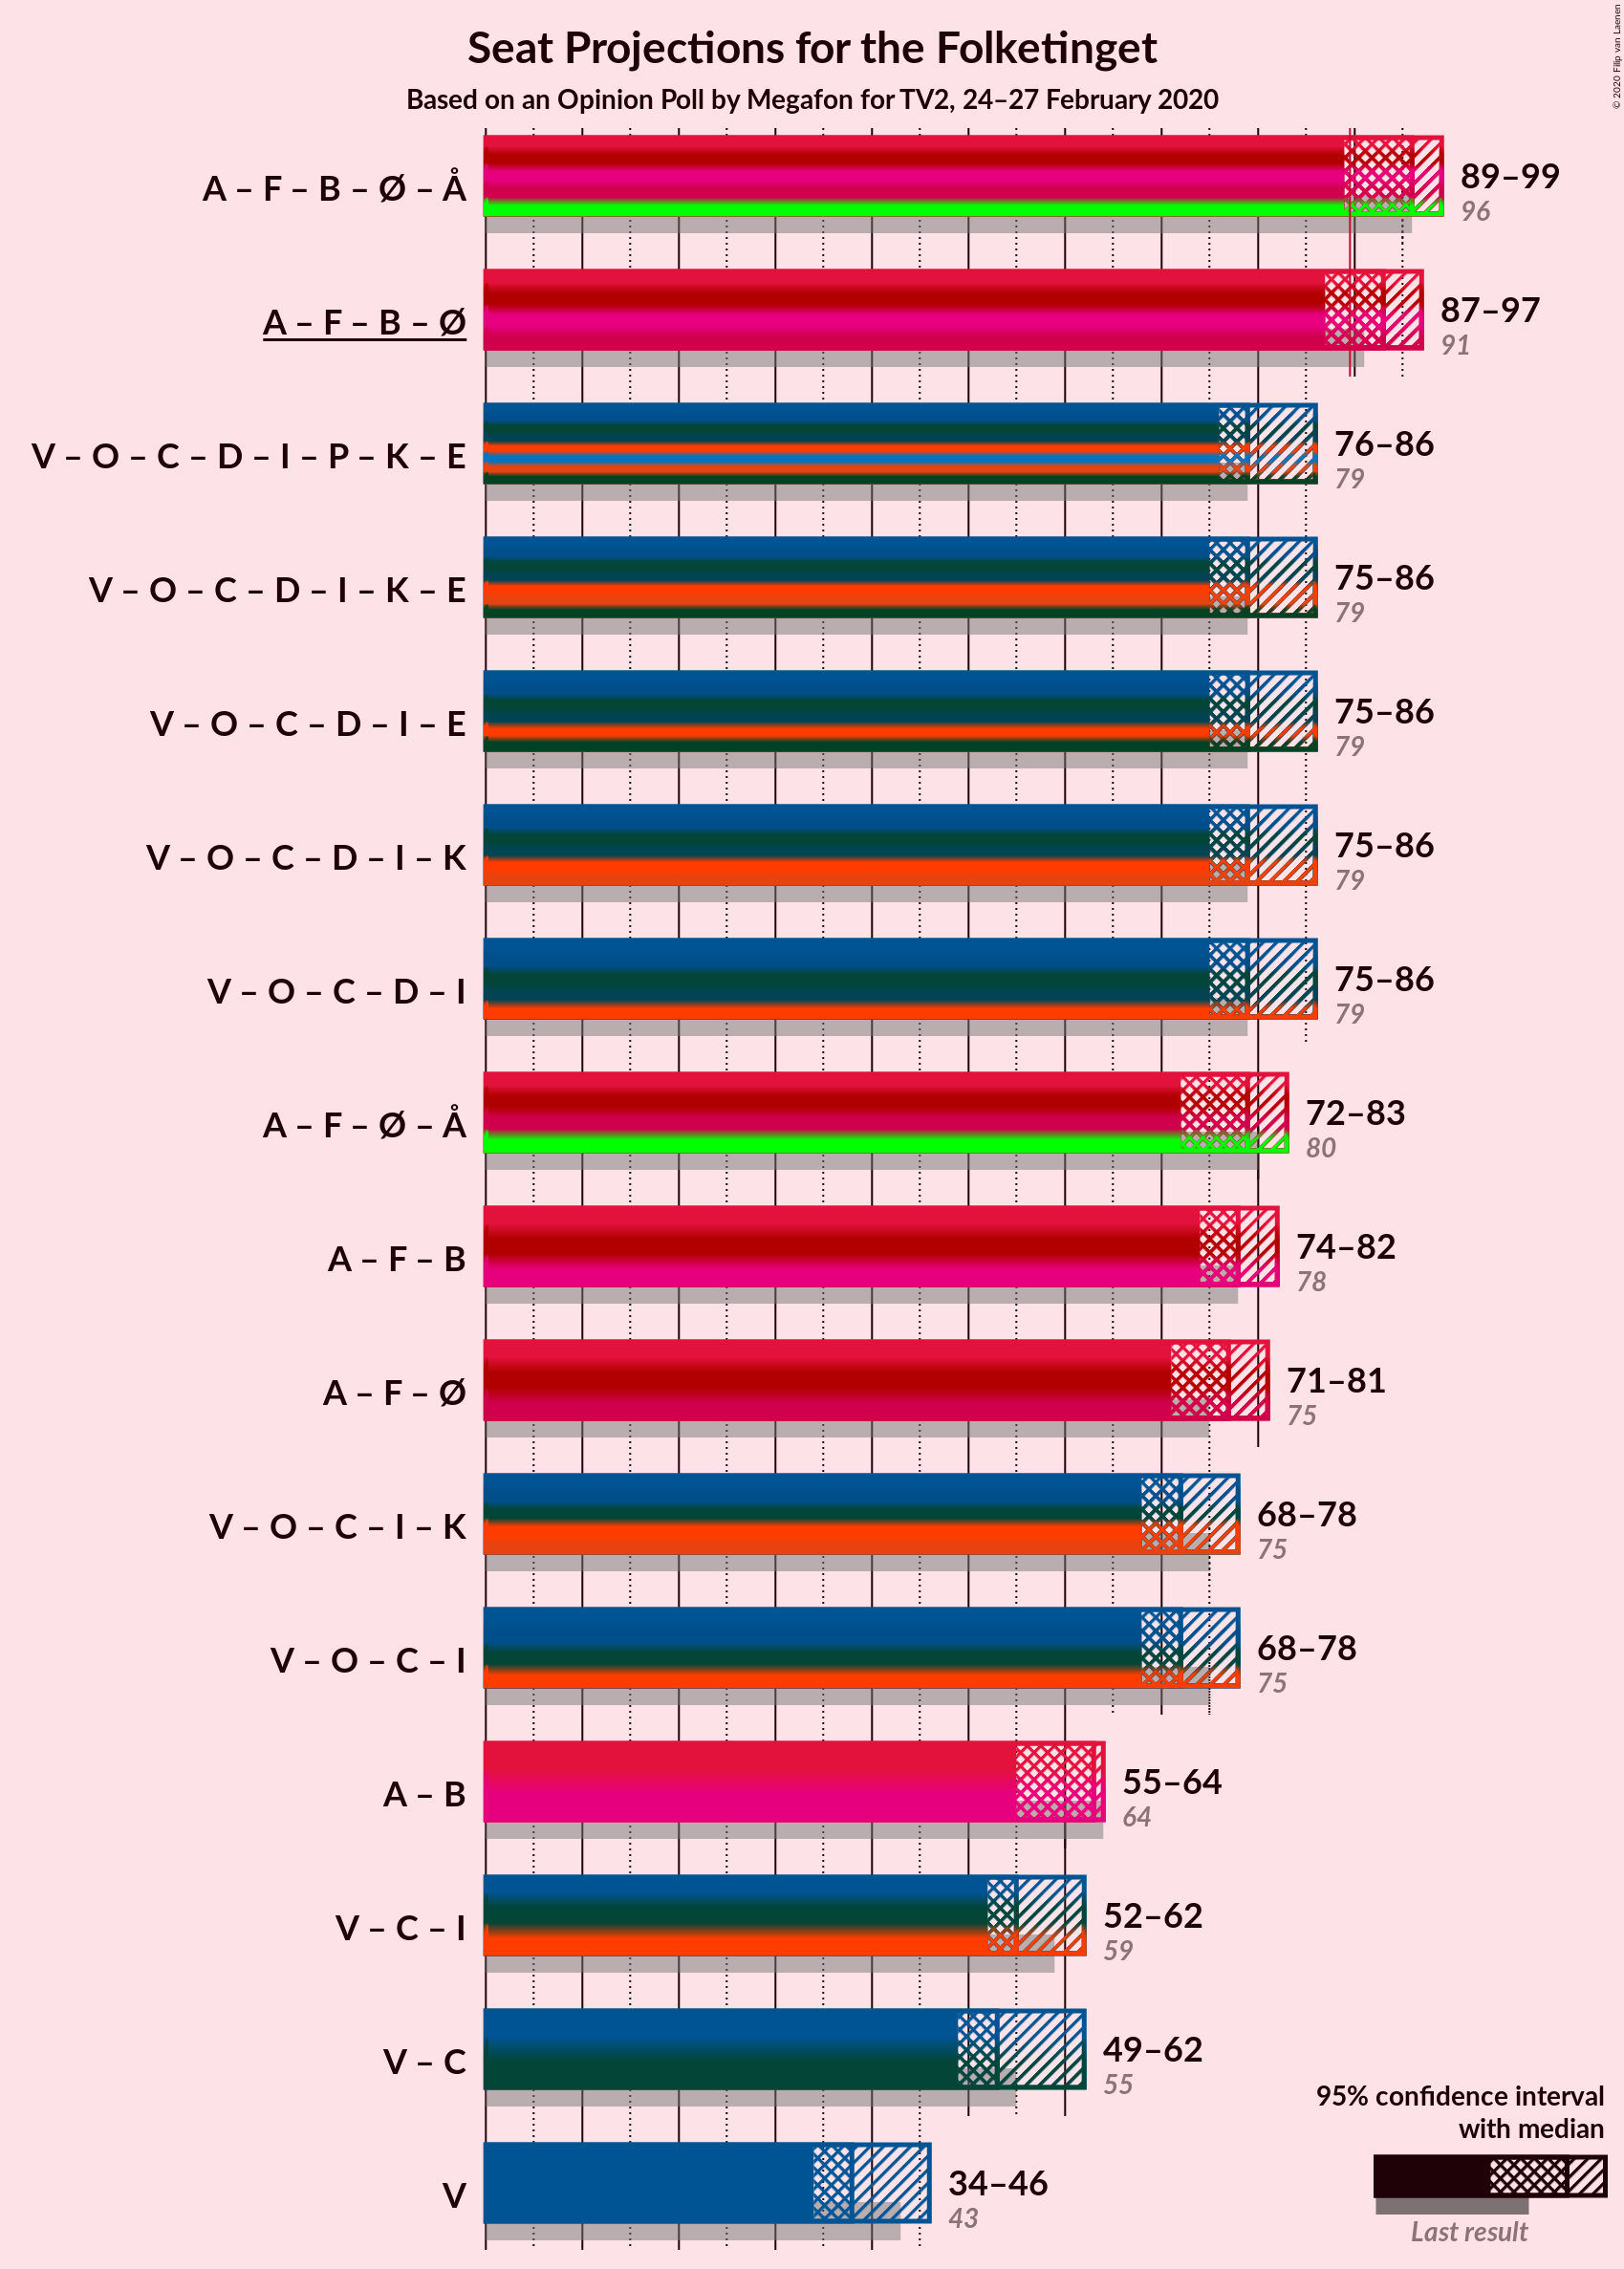 © 2020 Filip van Laenen
Seat Projections for the Folketinget
Based on an Opinion Poll by Megafon for TV2, 24–27 February 2020
A – F – B – Ø – Å
89–99
96
A – F – B – Ø
87–97
91
V – O – C – D – I – P – K – E
76–86
79
V – O – C – D – I – K – E
75–86
79
V – O – C – D – I – E
75–86
79
V – O – C – D – I – K
75–86
79
V – O – C – D – I
75–86
79
A – F – Ø – Å
72–83
80
A – F – B
74–82
78
A – F – Ø
71–81
75
V – O – C – I – K
68–78
75
V – O – C – I
68–78
75
A – B
55–64
64
V – C – I
52–62
59
V – C
49–62
55
V
34–46
43
95% confidence interval
with median
Last result